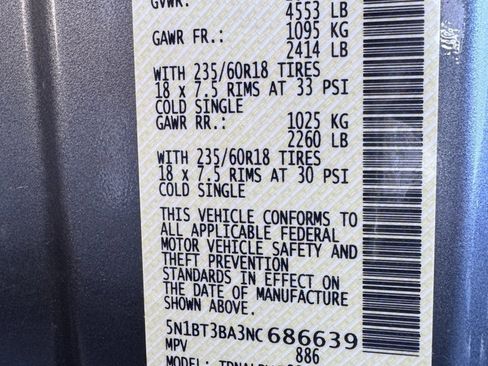 GVWR:
4553 LB
GAWR FR.: 1095 KG
2414 LB
WITH 235/60R18 TIRES
18 x 7.5 RIMS AT 33 PSI
COLD SINGLE
GAWR RR.: 1025 KG
2260 LB
WITH 235/60R18 TIRES
18 x 7.5 RIMS AT 30 PSI
COLD SINGLE
THIS VEHICLE CONFORMS TO
ALL APPLICABLE FEDERAL
MOTOR VEHICLE SAFETY AND
THEFT PREVENTION
STANDARDS IN EFFECT ON
THE DATE OF MANUFACTURE
SHOWN ABOVE.
5N1BT3BA3NC686639
MPV 886
MODEL: